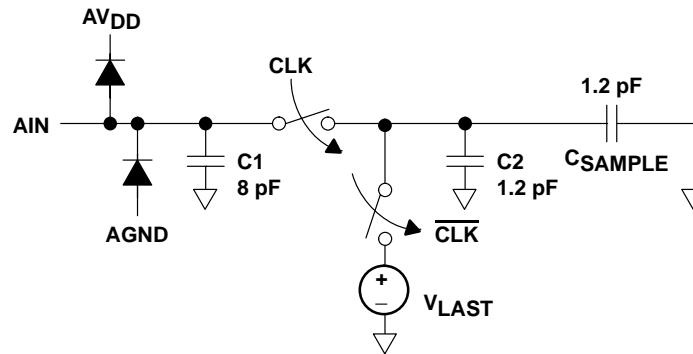 AVDD
CLK
1.2 pF
AIN
C1
8 pF
C2
1.2 pF
CSAMPLE
AGND
CLK
+
–
VLAST